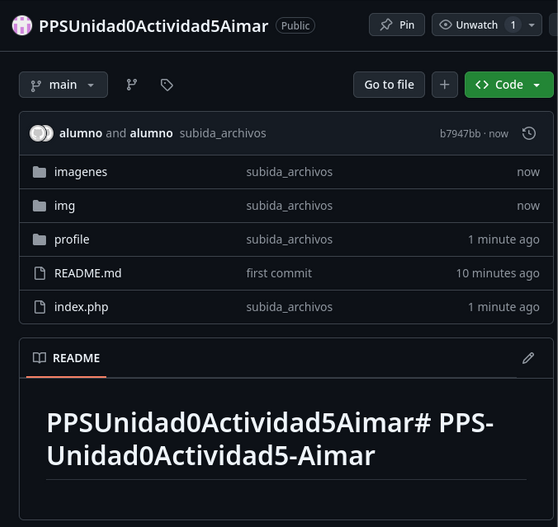 PPSUnidad0Actividad5Aimar Public Pin Unwatch 1
main Go to file Code
alumno and alumno subida_archivos b7947bb · now
imagenes subida_archivos now
img subida_archivos now
profile subida_archivos 1 minute ago
README.md first commit 10 minutes ago
index.php subida_archivos 1 minute ago
README
PPSUnidad0Actividad5Aimar# PPS-
Unidad0Actividad5-Aimar